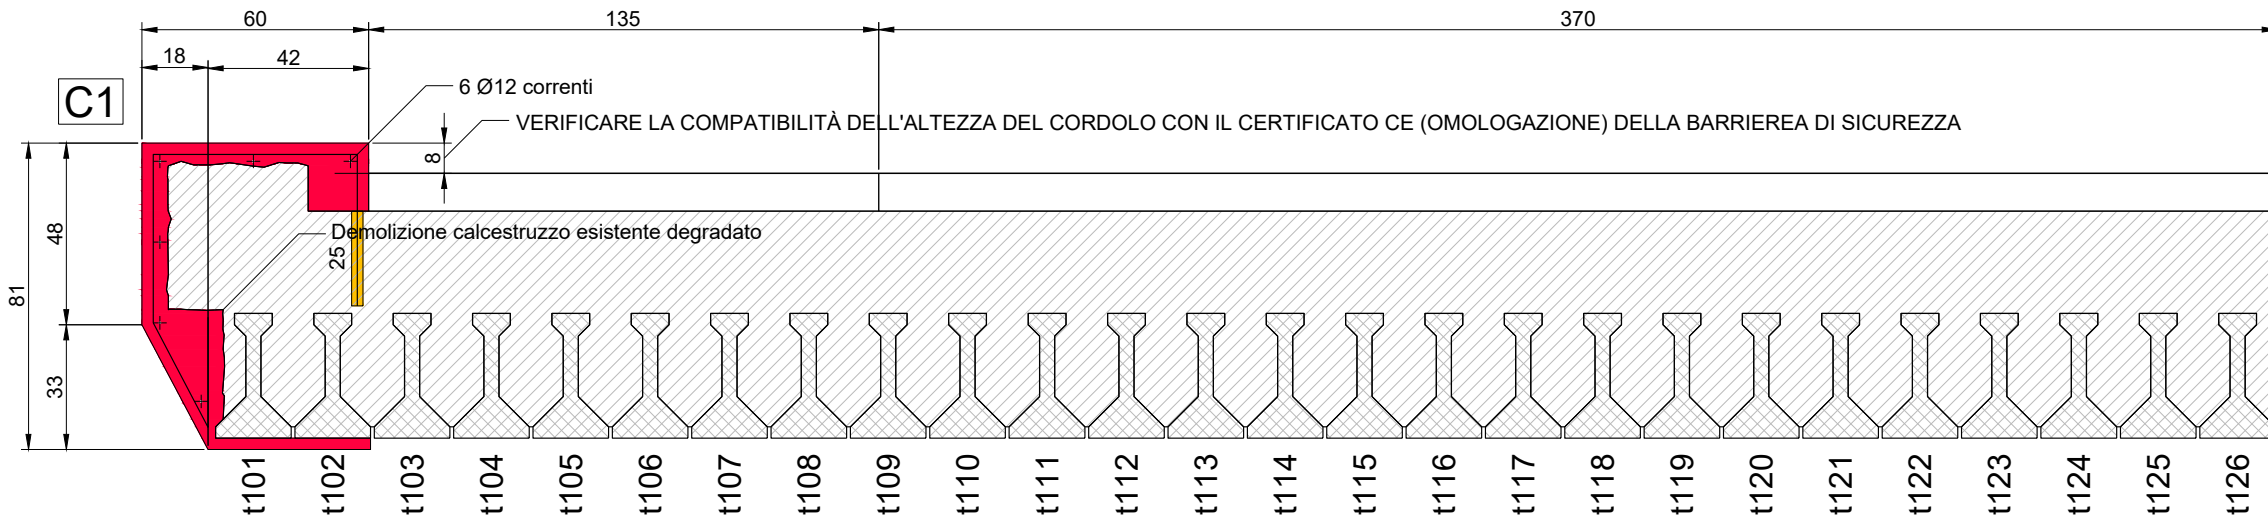 60
135
370
18
42
C1
6 Ø12 correnti
VERIFICARE LA COMPATIBILITÀ DELL'ALTEZZA DEL CORDOLO CON IL CERTIFICATO CE (OMOLOGAZIONE) DELLA BARRIEREA DI SICUREZZA
8
48
Demolizione calcestruzzo esistente degradato
25
81
33
t101
t102
t103
t104
t105
t106
t107
t108
t109
t110
t111
t112
t113
t114
t115
t116
t117
t118
t119
t120
t121
t122
t123
t124
t125
t126